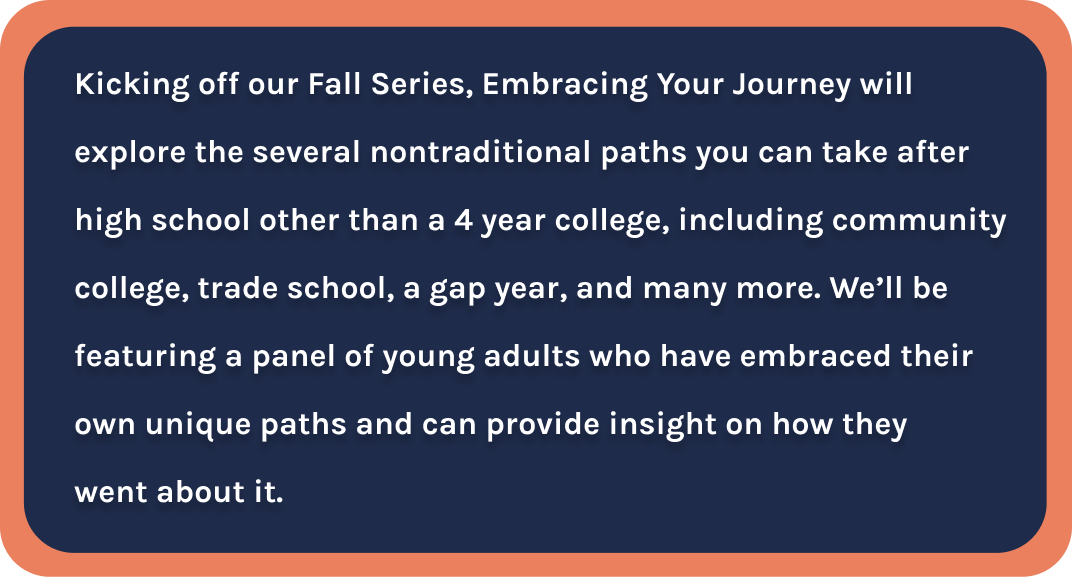 Kicking off our Fall Series, Embracing Your Journey will
explore the several nontraditional paths you can take after
high school other than a 4 year college, including community
college, trade school, a gap year, and many more. We’ll be
featuring a panel of young adults who have embraced their
own unique paths and can provide insight on how they
went about it.